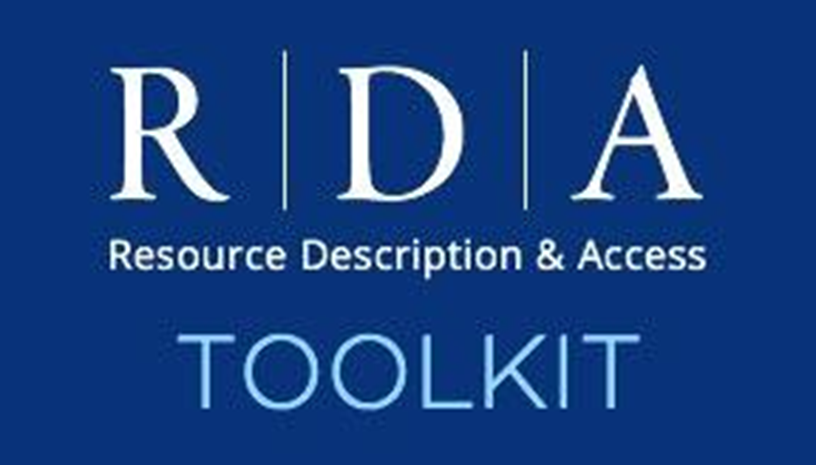 R|D|A
Resource Description & Access
TOOLKIT